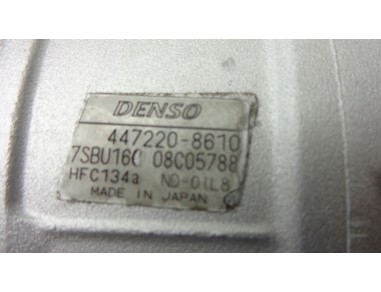 DENSO
447220-8610
7SBU16C 08C05788
HFC134a ND-OIL8
MADE IN JAPAN